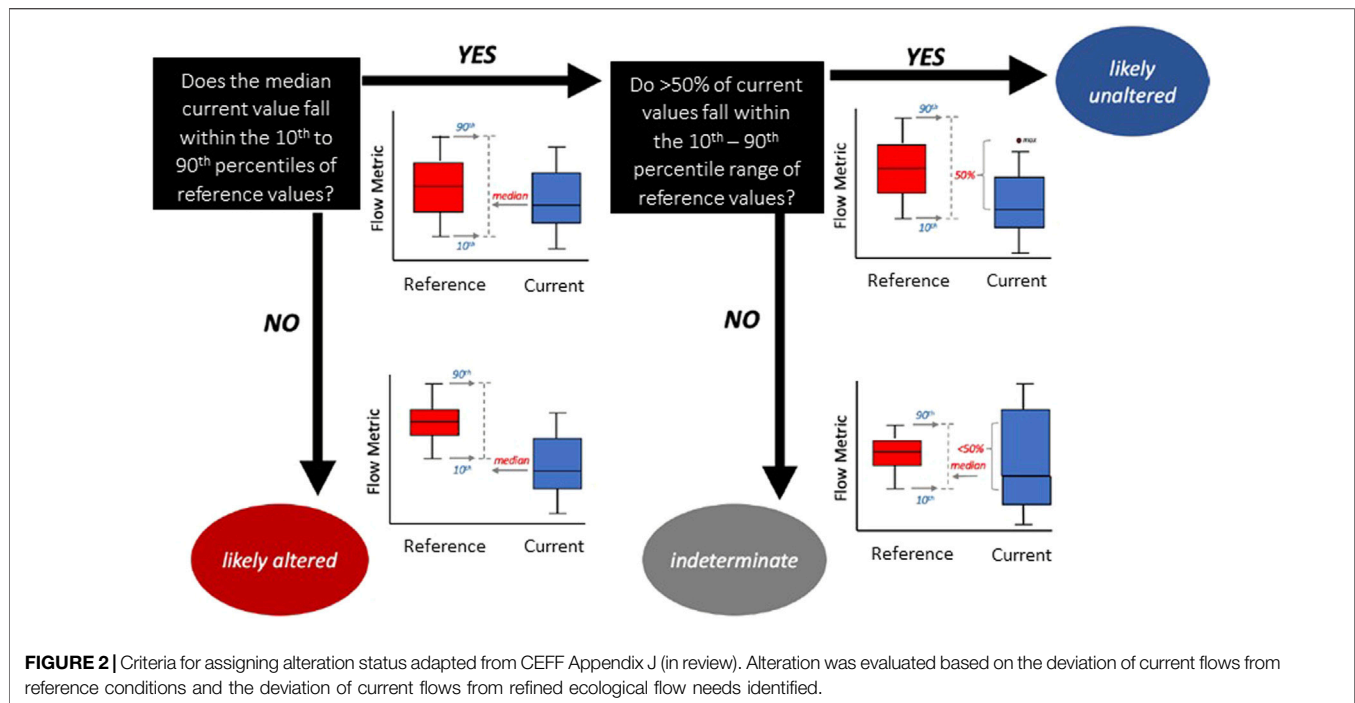 YES
Does the median
current value fall
within the 10th to
90th percentiles of
reference values?
Do >50% of current
values fall within
the 10th – 90th
percentile range of
reference values?
YES
likely
unaltered
Flow Metric
90th
median
10th
Reference
Current
Flow Metric
90th
max
50%
10th
Reference
Current
NO
NO
Flow Metric
90th
median
10th
Reference
Current
Flow Metric
90th
<50%
median
10th
Reference
Current
likely altered
indeterminate
FIGURE 2 | Criteria for assigning alteration status adapted from CEFF Appendix J (in review). Alteration was evaluated based on the deviation of current flows from
reference conditions and the deviation of current flows from refined ecological flow needs identified.